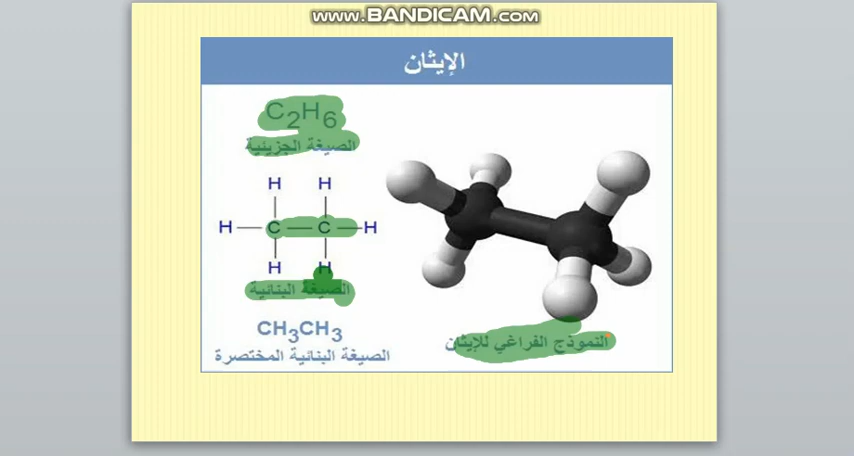 www.BANDICAM.com
الإيثان
C2H6
الصيغة الجزيئية
H H
H C C H
H H
الصيغة البنائية
CH3CH3
الصيغة البنائية المختصرة
النموذج الفراغي للإيثان